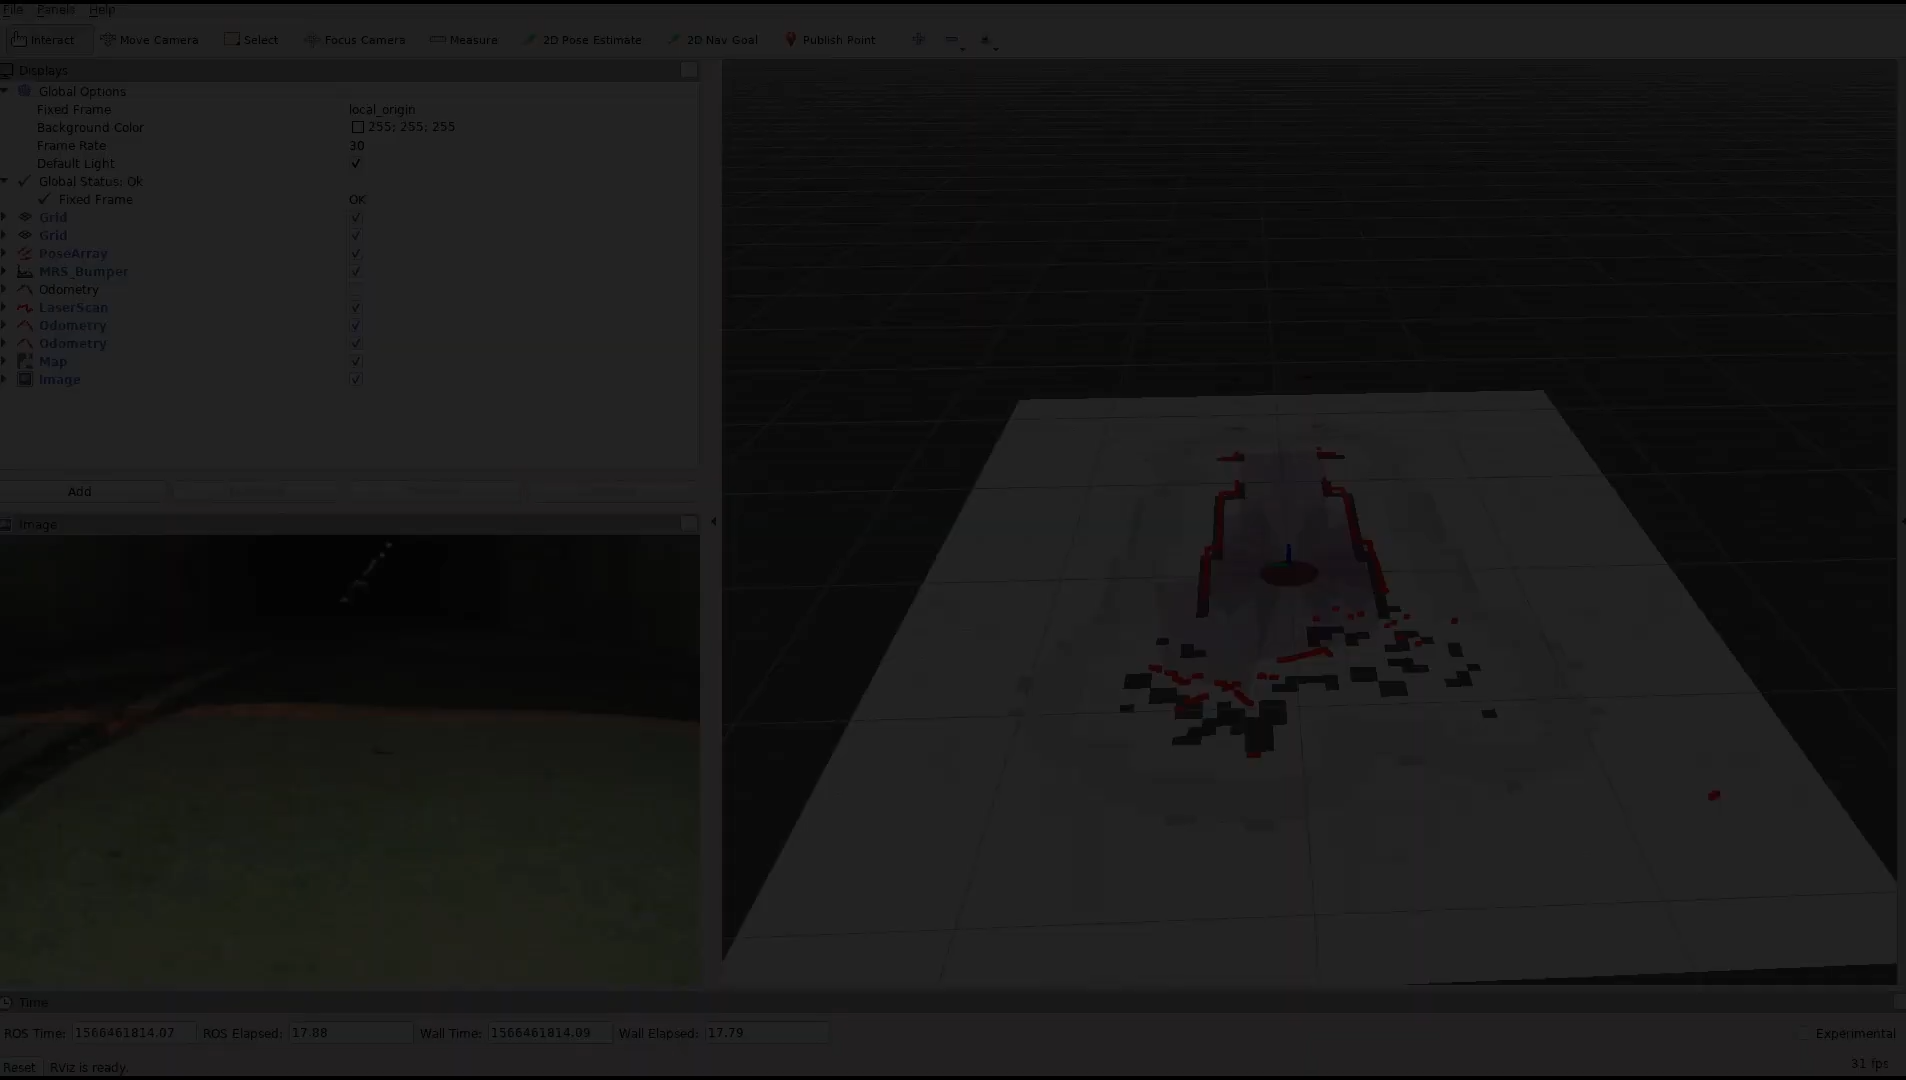 File Panels Help
Interact Move Camera Select Focus Camera Measure 2D Pose Estimate 2D Nav Goal Publish Point
Displays
Global Options
Fixed Frame local_origin
Background Color 255; 255; 255
Frame Rate 30
Default Light
Global Status: Ok
Fixed Frame OK
Grid
Grid
PoseArray
MRS_Bumper
Odometry
LaserScan
Odometry
Odometry
Map
Image
Add
Image
Time
ROS Time: 1566461814.07 ROS Elapsed: 17.88 Wall Time: 1566461814.09 Wall Elapsed: 17.79 Experimental
Reset RViz is ready. 31 fps